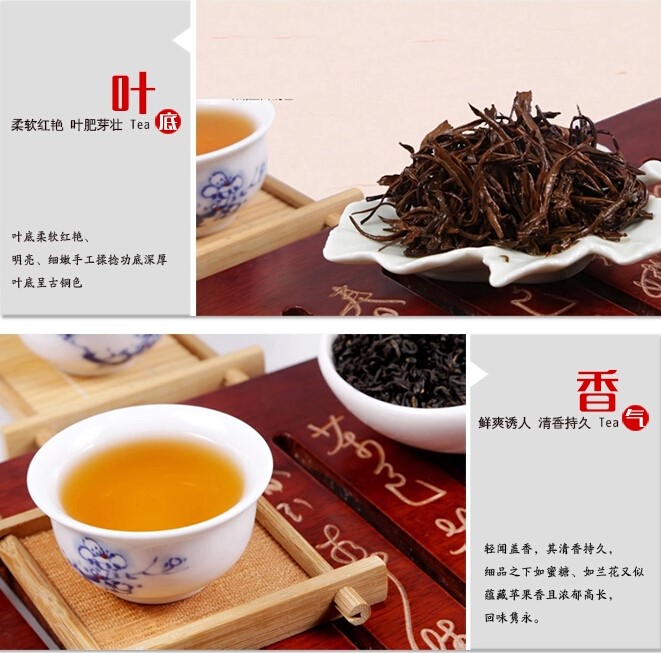 叶底
柔软红艳 叶肥芽壮 Tea
叶底柔软红艳、
明亮、细嫩手工揉捻功底深厚
叶底呈古铜色
香气
鲜爽诱人 清香持久 Tea
轻闻盖香，其清香持久，
细品之下如蜜糖、如兰花又似
蕴藏苹果香且浓郁高长，
回味隽永。